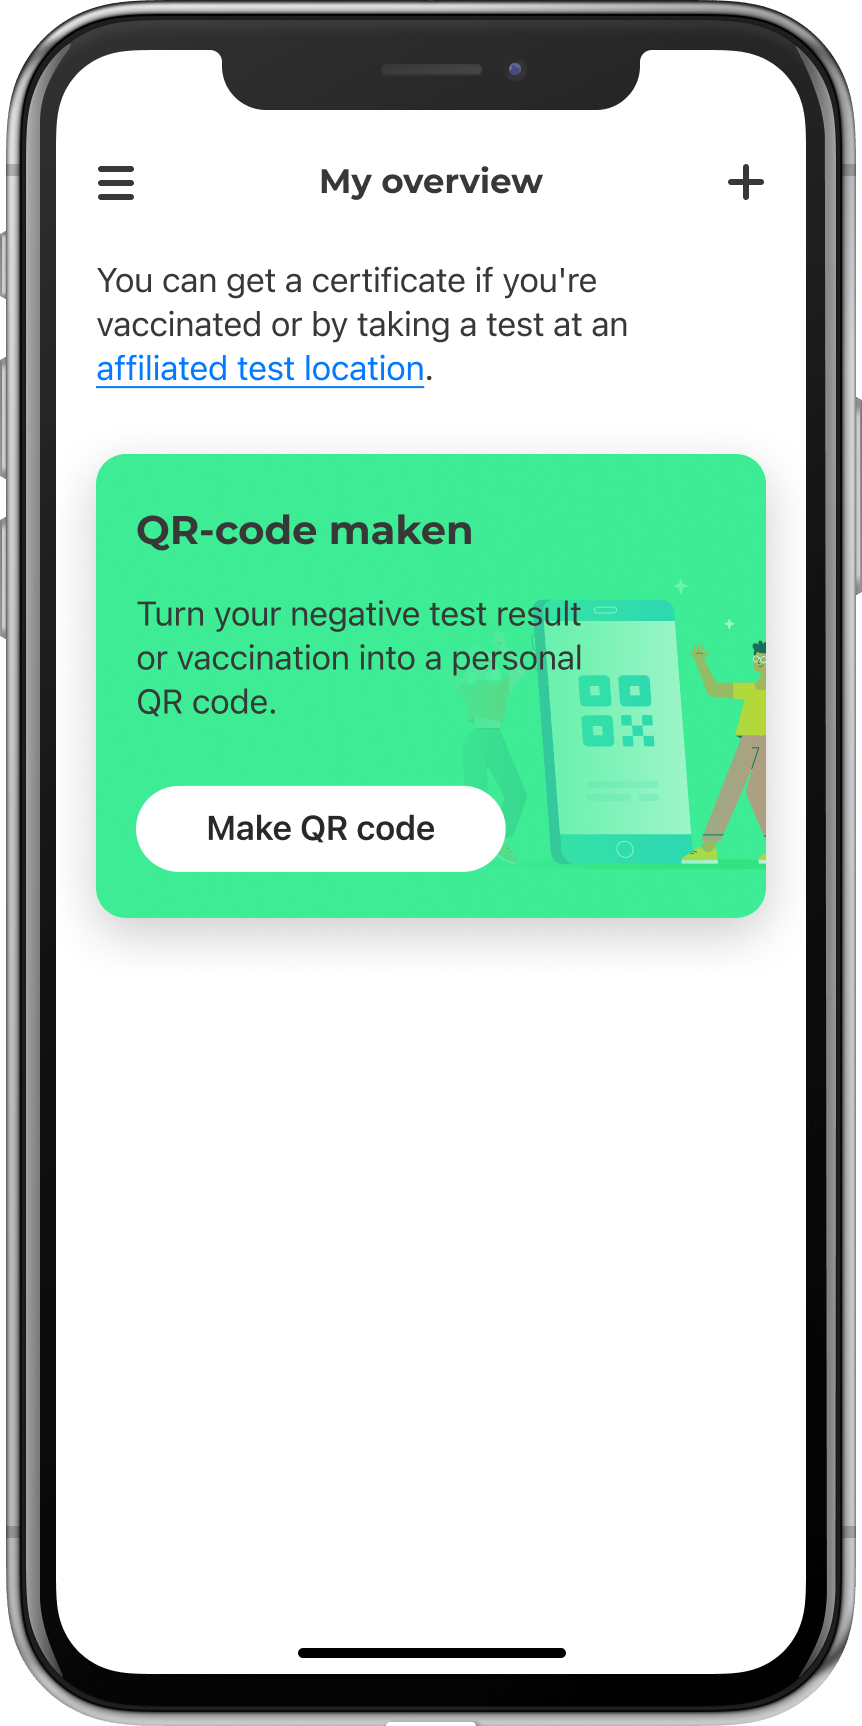 My overview
You can get a certificate if you're
vaccinated or by taking a test at an
affiliated test location.
QR-code maken
Turn your negative test result
or vaccination into a personal
QR code.
Make QR code